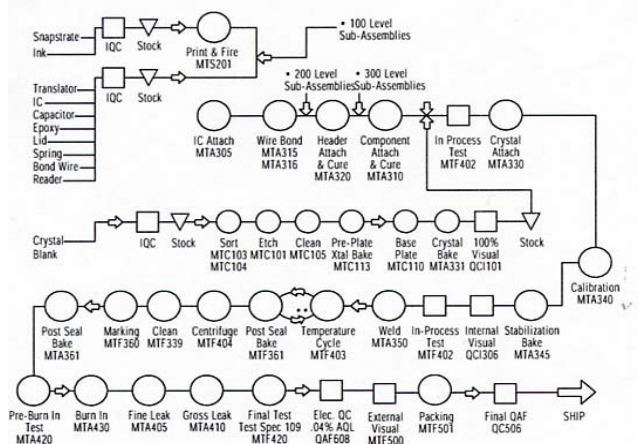 Snapstrate
Ink
IQC
Stock
Print & Fire
MTS201
• 100 Level
Sub-Assemblies
Translator
IC
Capacitor
Epoxy
Lid
Spring
Bond Wire
Reader
IQC
Stock
• 200 Level
Sub-Assemblies
• 300 Level
Sub-Assemblies
IC Attach
MTA305
Wire Bond
MTA315
MTA316
Header
Attach
& Cure
MTA320
Component
Attach
& Cure
MTA310
In Process
Test
MTF402
Crystal
Attach
MTA330
Crystal
Blank
IQC
Stock
Sort
MTC103
MTC104
Etch
MTC101
Clean
MTC105
Pre-Plate
Xtal Bake
MTC113
Base
Plate
MTC110
Crystal
Bake
MTA331
100%
Visual
QCI101
Stock
Calibration
MTA340
Post Seal
Bake
MTA361
Marking
MTF360
Clean
MTF339
Centrifuge
MTF404
Post Seal
Bake
MTF361
Temperature
Cycle
MTF403
Weld
MTA350
In-Process
Test
MTF402
Internal
Visual
QCI306
Stabilization
Bake
MTA345
Pre-Burn In
Test
MTA420
Burn In
MTA430
Fine Leak
MTA405
Gross Leak
MTA410
Final Test
Test Spec 109
MTF420
Elec. QC
.04% AQL
QAF608
External
Visual
MTF500
Packing
MTF501
Final QAF
QC506
SHIP